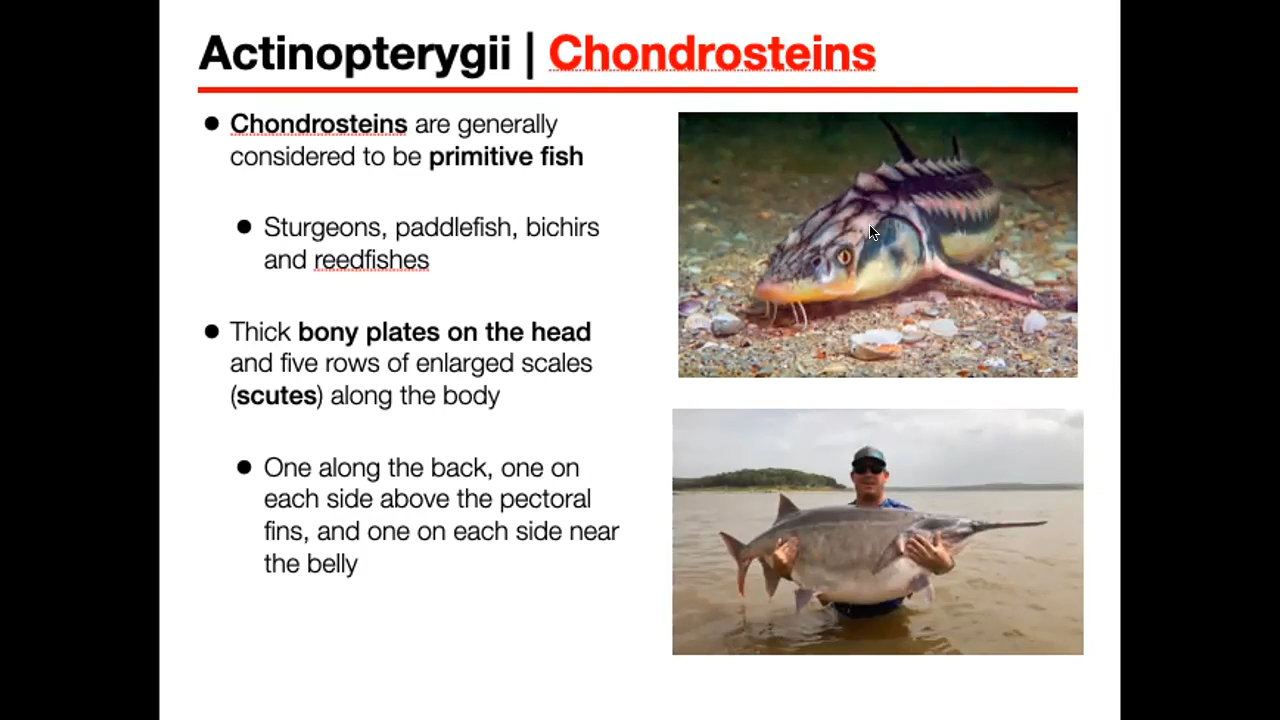 Actinopterygii | Chondrosteins
● Chondrosteins are generally
considered to be primitive fish
● Sturgeons, paddlefish, bichirs
and reedfishes
● Thick bony plates on the head
and five rows of enlarged scales
(scutes) along the body
● One along the back, one on
each side above the pectoral
fins, and one on each side near
the belly